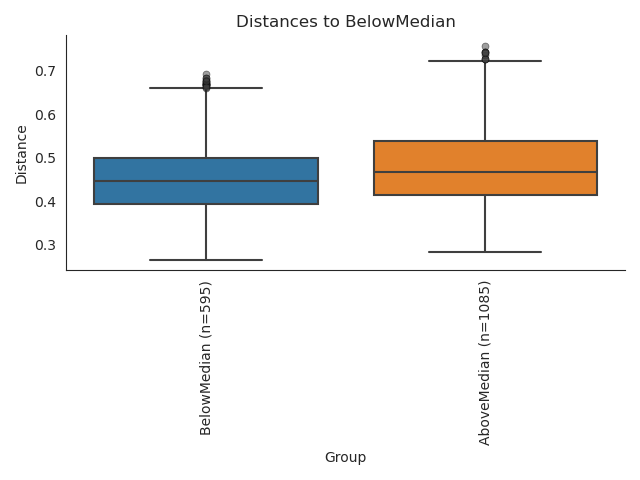 Distances to BelowMedian
Distance
0.7
0.6
0.5
0.4
0.3
BelowMedian (n=595)
AboveMedian (n=1085)
Group